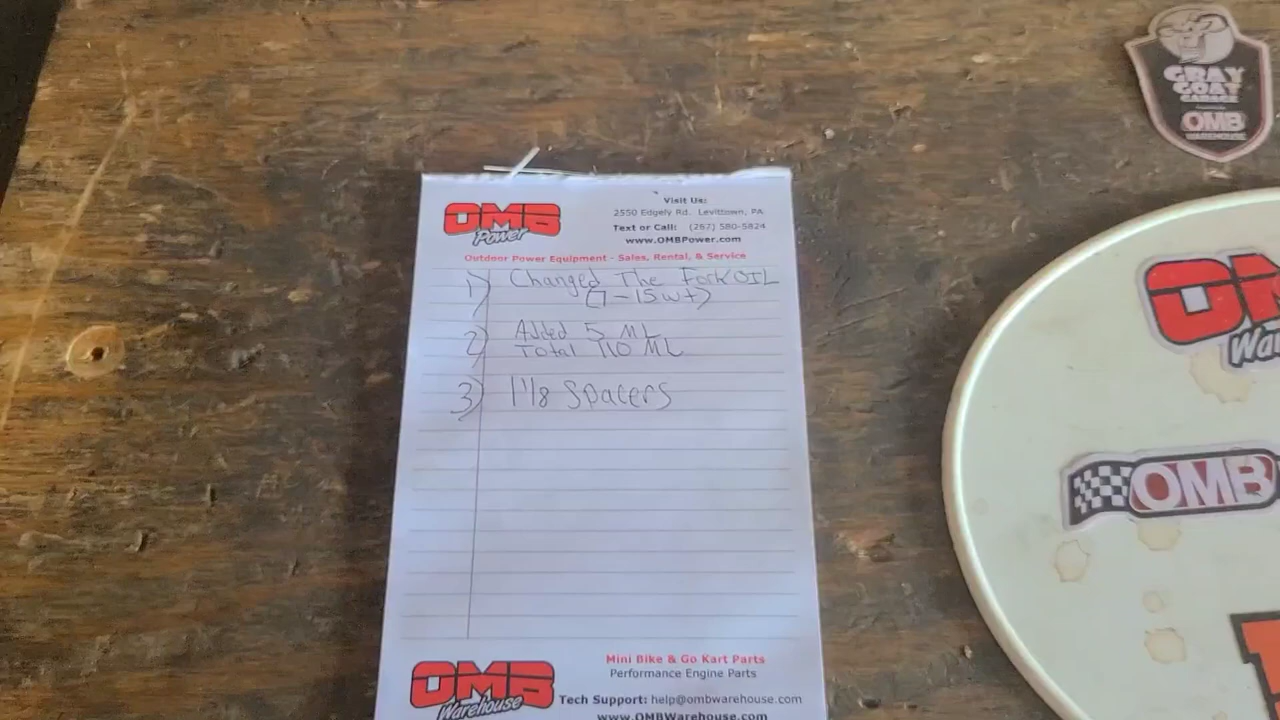 GRAY
GOAT
GARAGE
OMB
WAREHOUSE
OMB
Power
Visit Us:
2550 Edgely Rd. Levittown, PA
Text or Call: (267) 580-5824
www.OMBPower.com
Outdoor Power Equipment - Sales, Rental, & Service
1) Changed The Fork OIL
(7-15wt)
2) Added 5 ML
Total 110 ML
3) 1 1/8 Spacers
OMB
Warehouse
Mini Bike & Go Kart Parts
Performance Engine Parts
Tech Support: help@ombwarehouse.com
www.OMBWarehouse.com
OMB